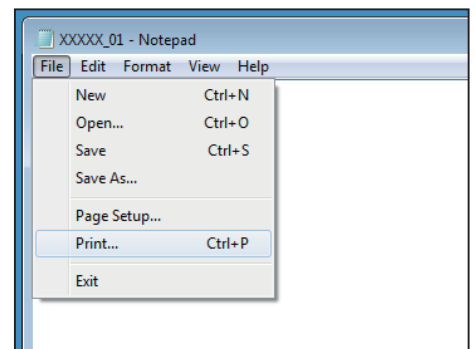 XXXXX_01 - Notepad
File Edit Format View Help
New Ctrl+N
Open... Ctrl+O
Save Ctrl+S
Save As...
Page Setup...
Print... Ctrl+P
Exit